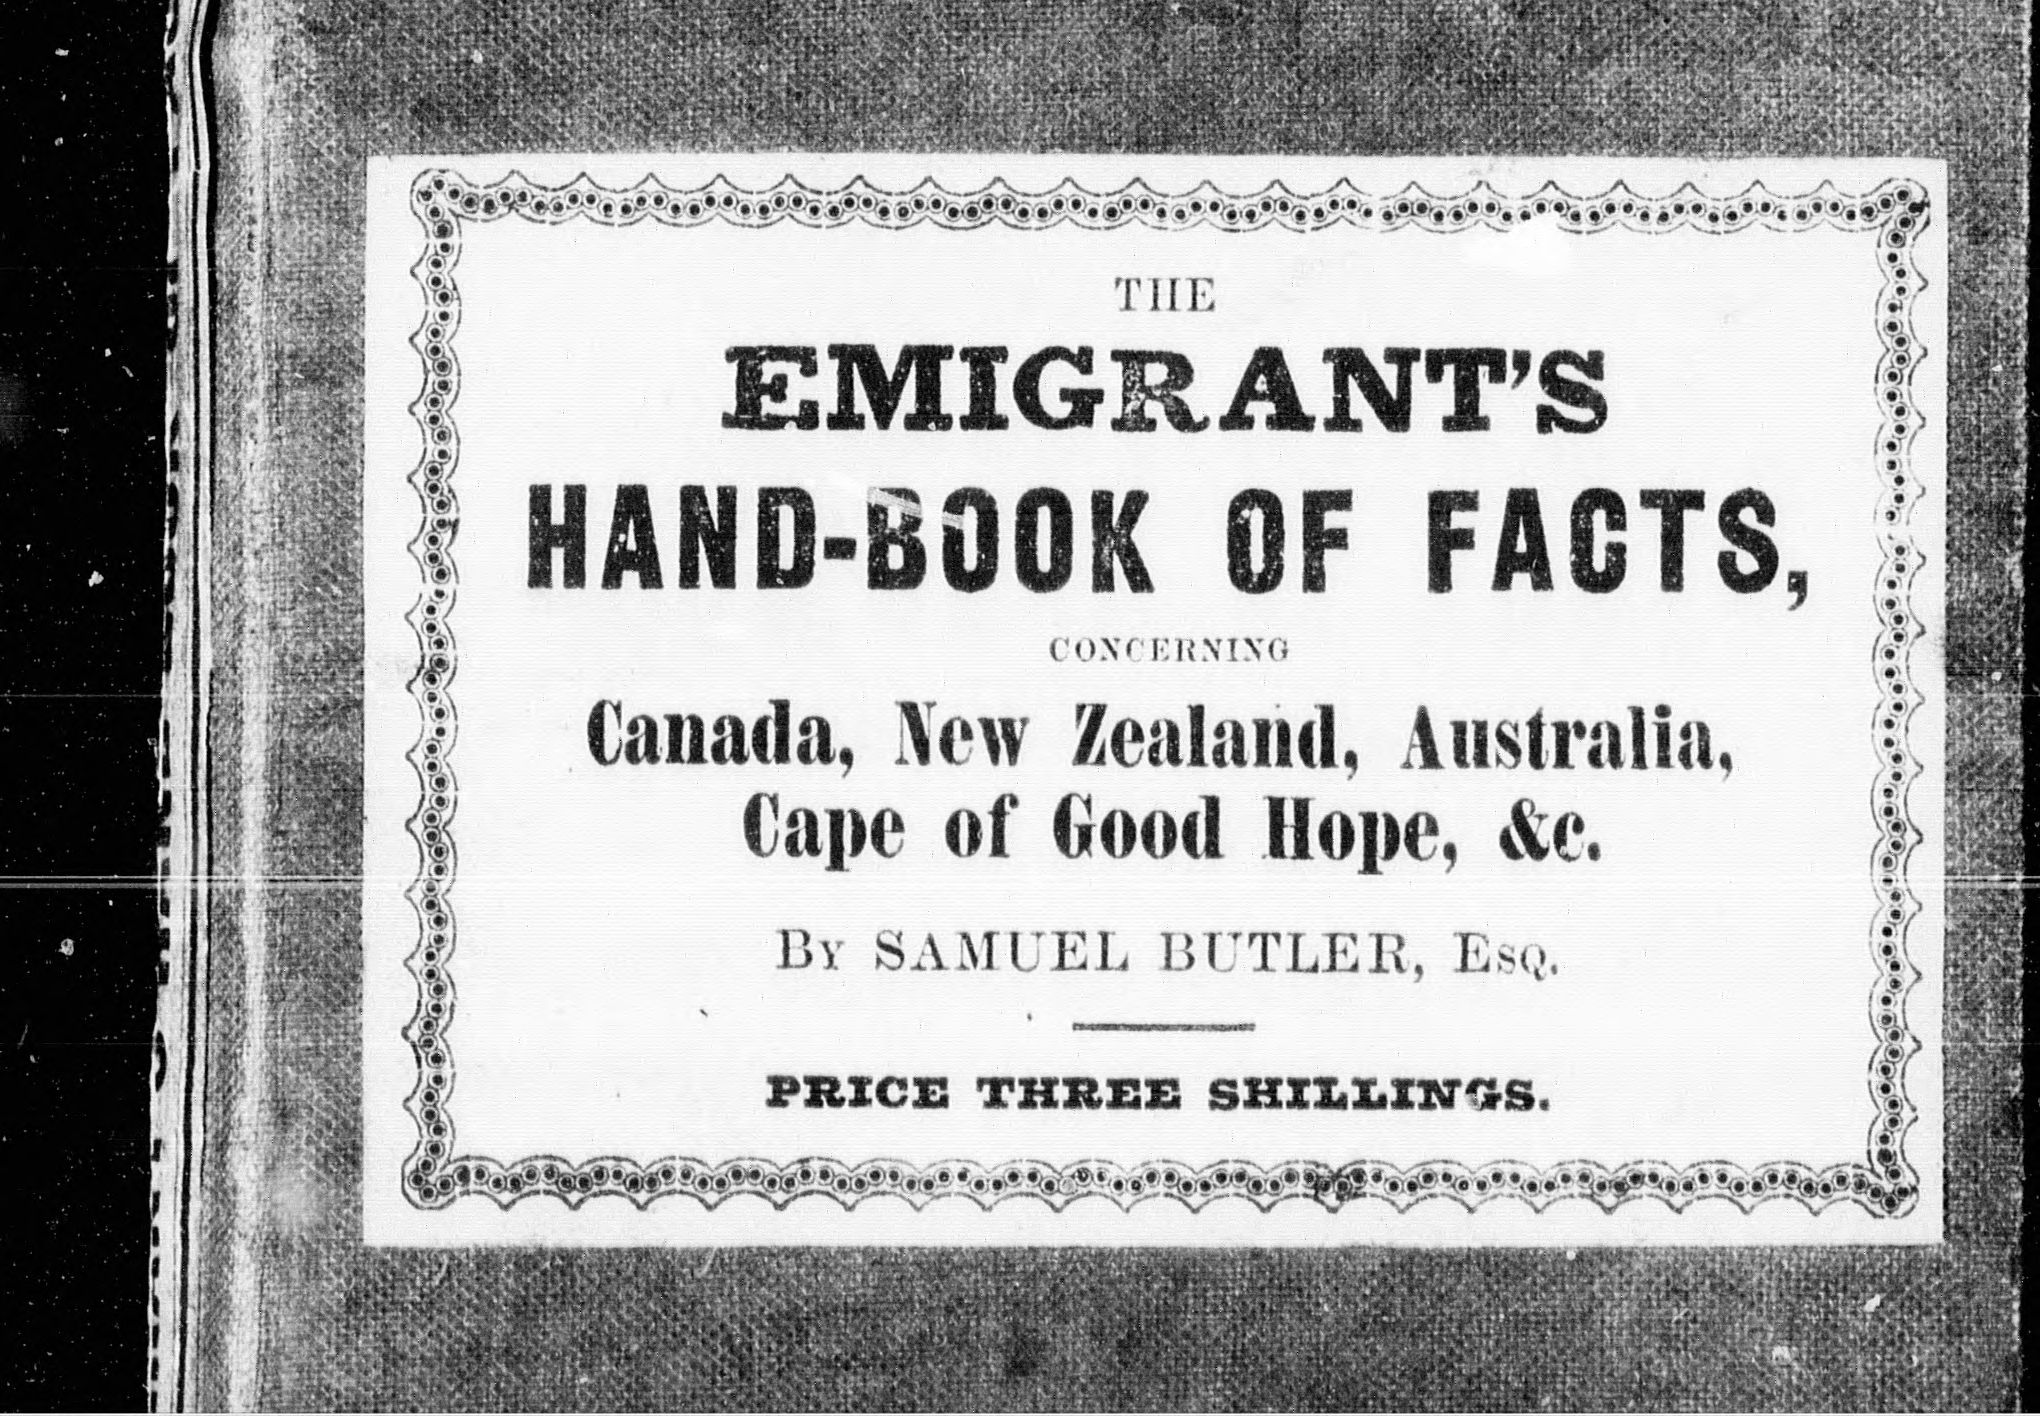 THE
EMIGRANT'S
HAND-BOOK OF FACTS,
CONCERNING
Canada, New Zealand, Australia,
Cape of Good Hope, &c.
By SAMUEL BUTLER, Esq.
PRICE THREE SHILLINGS.